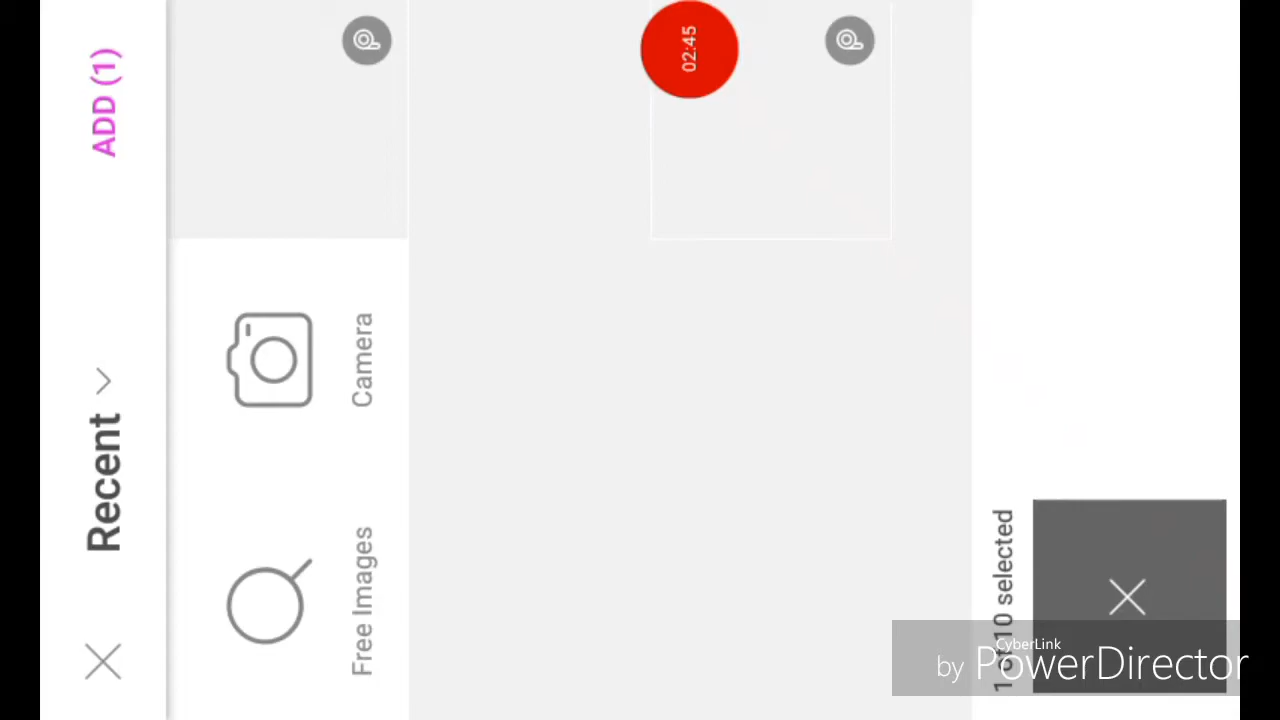 Recent
ADD (1)
02:45
Free Images
Camera
1 of 10 selected
CyberLink
by PowerDirector